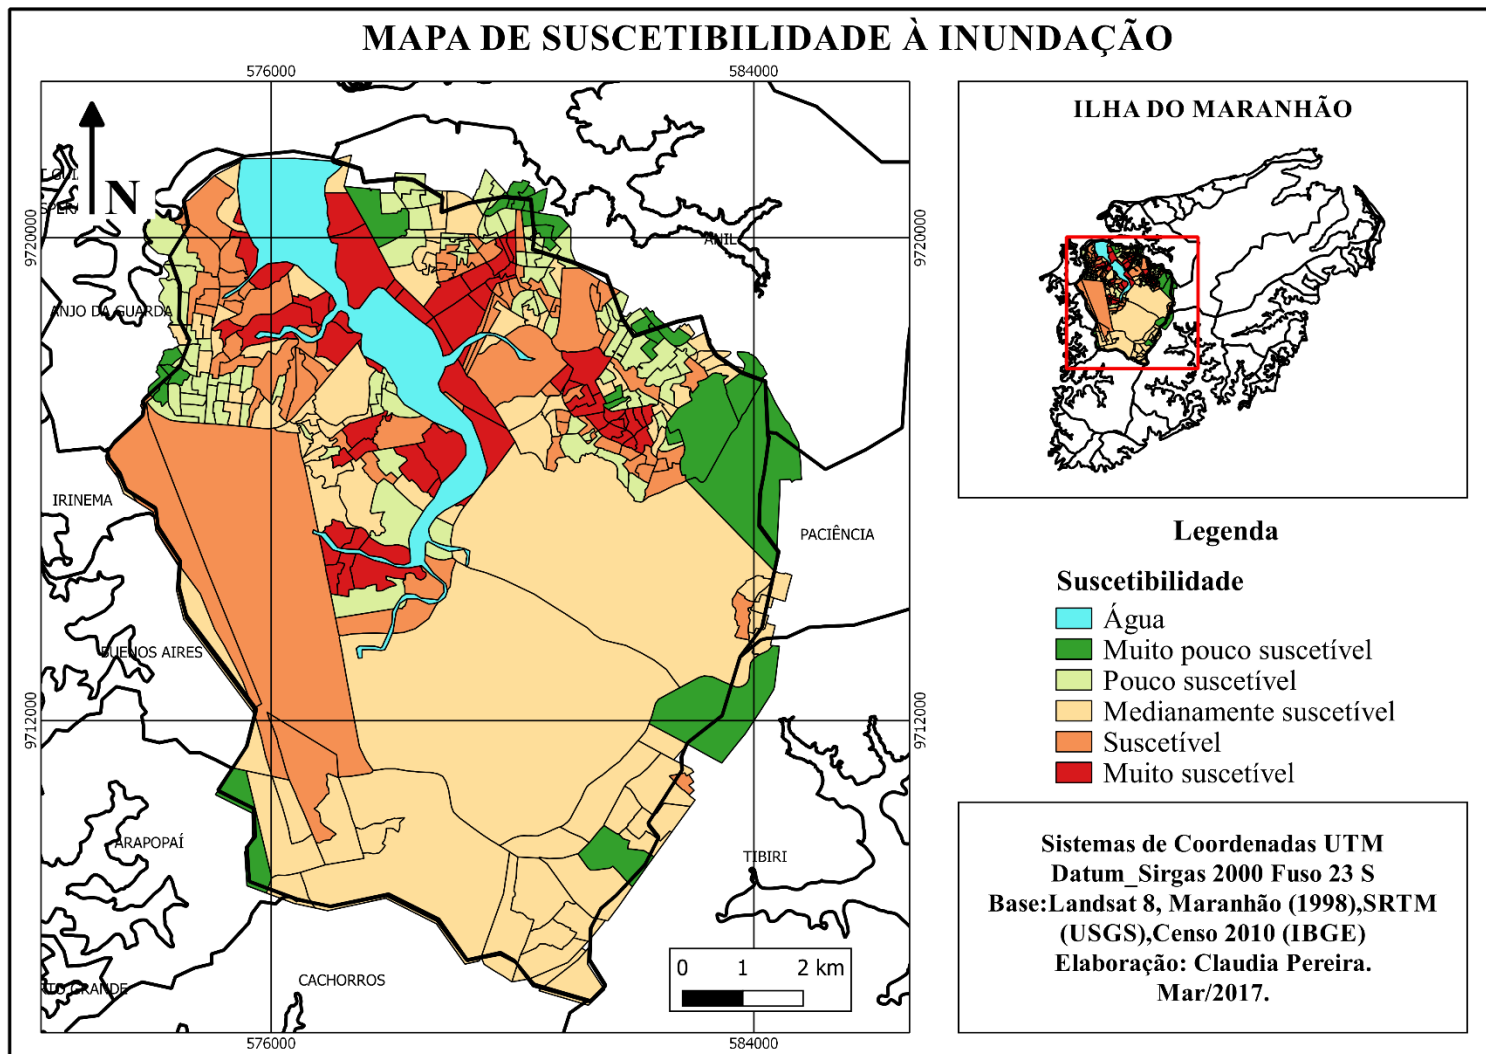 MAPA DE SUSCETIBILIDADE À INUNDAÇÃO
576000
584000
ILHA DO MARANHÃO
N
9720000
9720000
ANIL
ANJO DA GUARDA
IRINEMA
PACIÊNCIA
BUENOS AIRES
9712000
9712000
ARAPOPAÍ
TIBIRI
CACHORROS
GRANDE
0 1 2 km
576000
584000
Legenda
Suscetibilidade
Água
Muito pouco suscetível
Pouco suscetível
Medianamente suscetível
Suscetível
Muito suscetível
Sistemas de Coordenadas UTM
Datum_Sirgas 2000 Fuso 23 S
Base:Landsat 8, Maranhão (1998),SRTM
(USGS),Censo 2010 (IBGE)
Elaboração: Claudia Pereira.
Mar/2017.